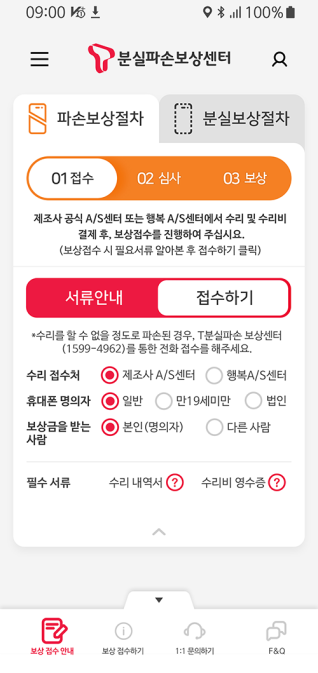 09:00 100%
분실파손보상센터
파손보상절차 분실보상절차
01 접수 02 심사 03 보상
제조사 공식 A/S센터 또는 행복 A/S센터에서 수리 및 수리비
결제 후, 보상접수를 진행하여 주십시요.
(보상접수 시 필요서류 알아본 후 접수하기 클릭)
서류안내 접수하기
*수리를 할 수 없을 정도로 파손된 경우, T분실파손 보상센터
(1599-4962)를 통한 전화 접수를 해주세요.
수리 접수처 제조사 A/S센터 행복A/S센터
휴대폰 명의자 일반 만19세미만 법인
보상금을 받는 본인(명의자) 다른 사람
사람
필수 서류 수리 내역서 ? 수리비 영수증 ?
보상 접수 안내 보상 접수하기 1:1 문의하기 F&Q